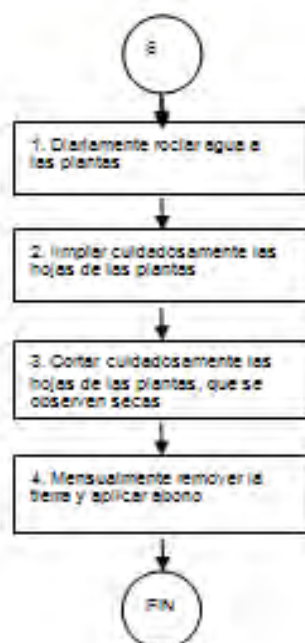 1. Diariamente rociar agua a
las plantas
2. limpiar cuidadosamente las
hojas de las plantas
3. Cortar cuidadosamente las
hojas de las plantas, que se
observen secas
4. Mensualmente remover la
tierra y aplicar abono
FIN